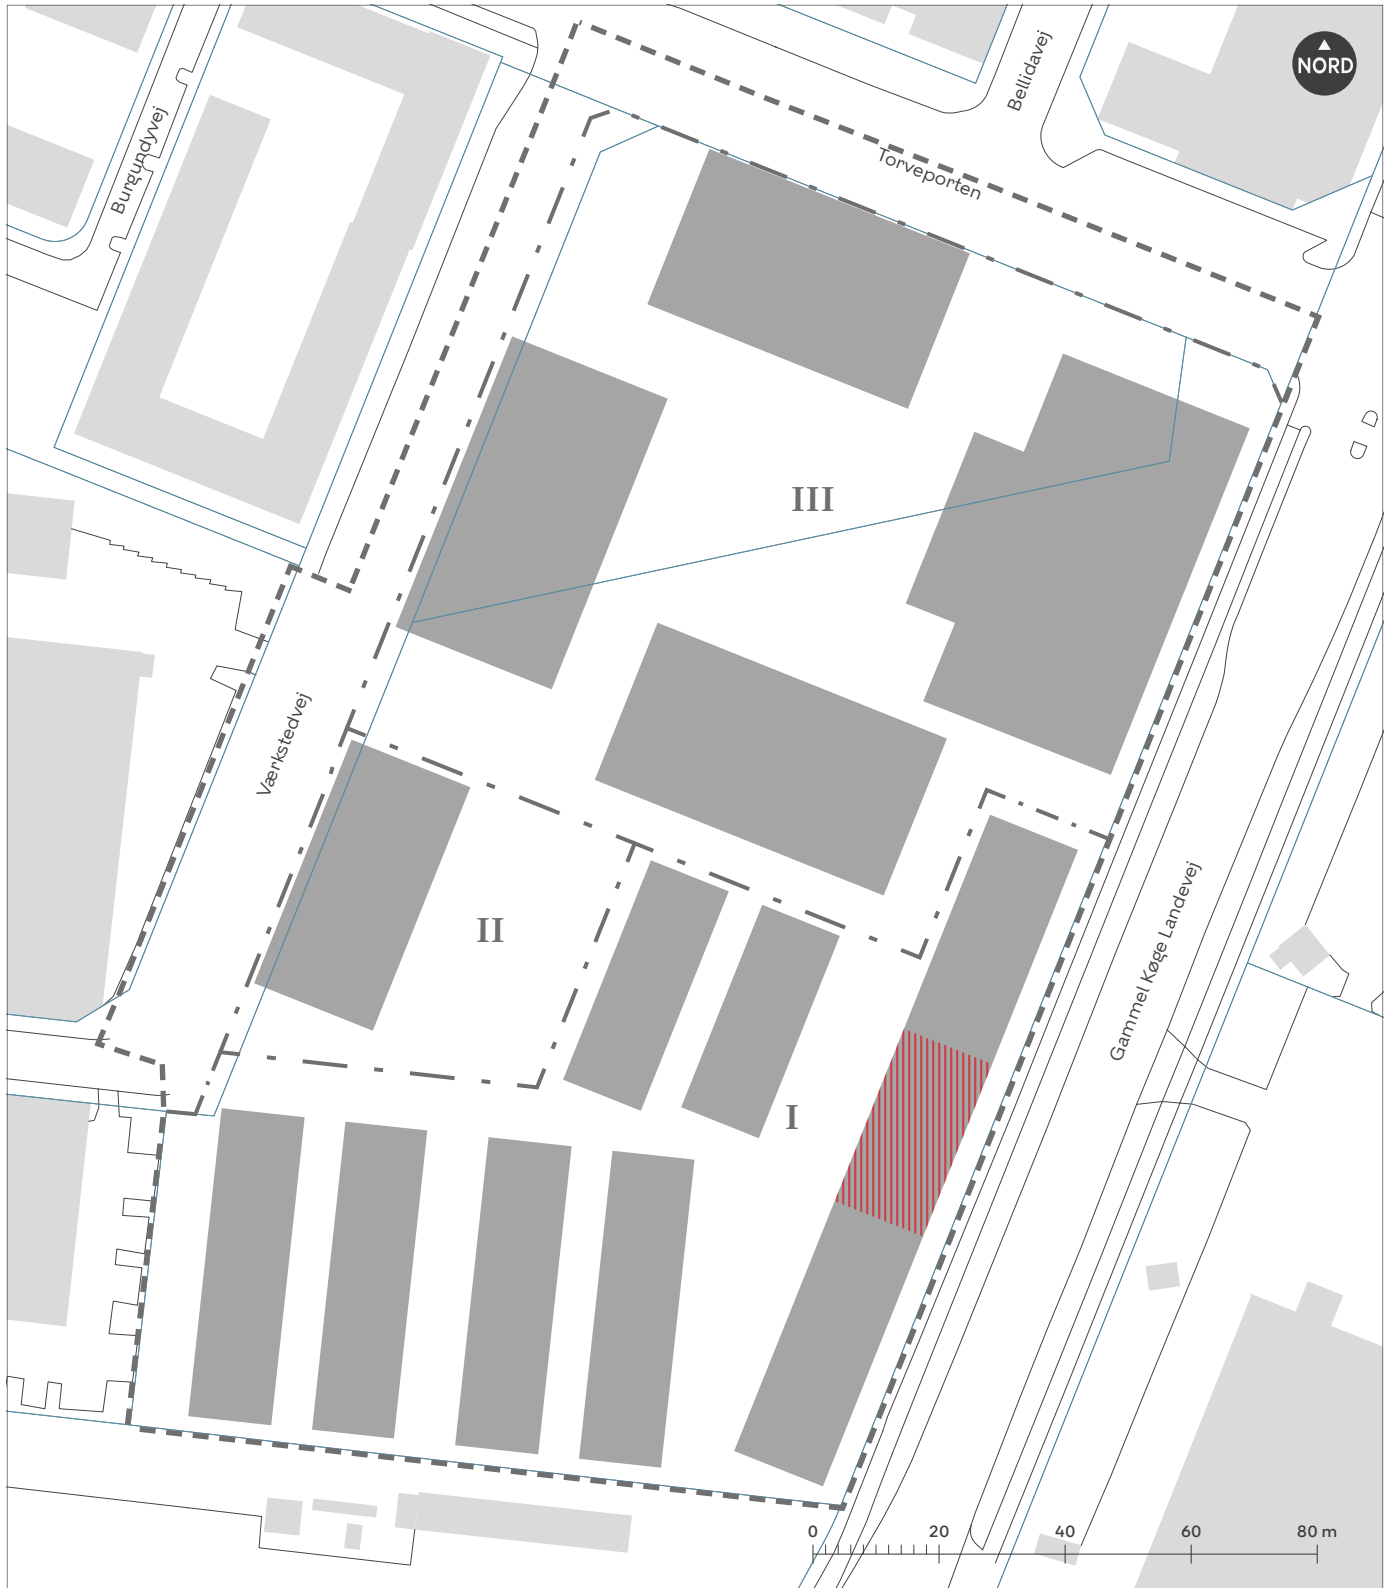 NORD
Bellidavej
Burgundyvej
Torveporten
III
Værkstedvej
II
Gammel Køge Landevej
I
0 20 40 60 80 m